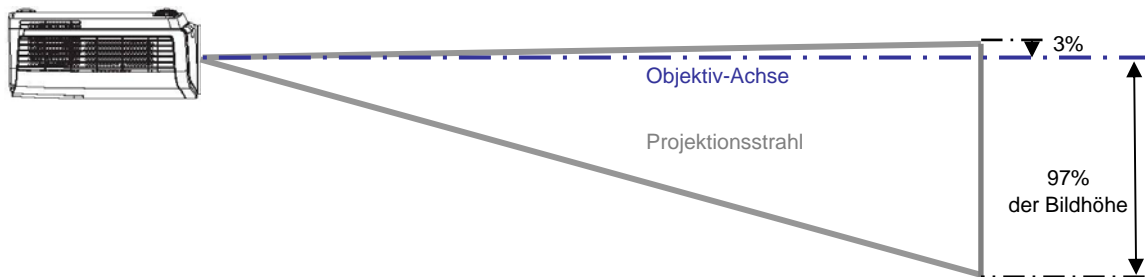 3%
Objektiv-Achse
Projektionsstrahl
97%
der Bildhöhe